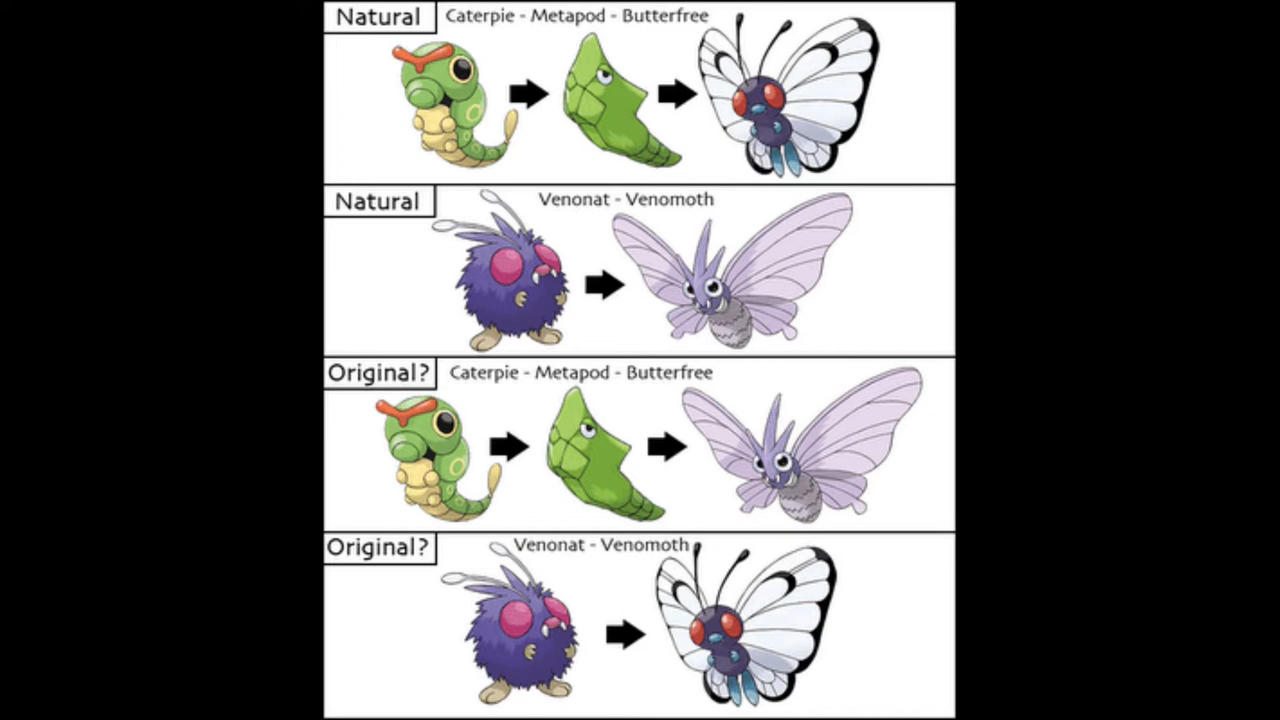 Natural
Caterpie - Metapod - Butterfree
Natural
Venonat - Venomoth
Original?
Caterpie - Metapod - Butterfree
Original?
Venonat - Venomoth